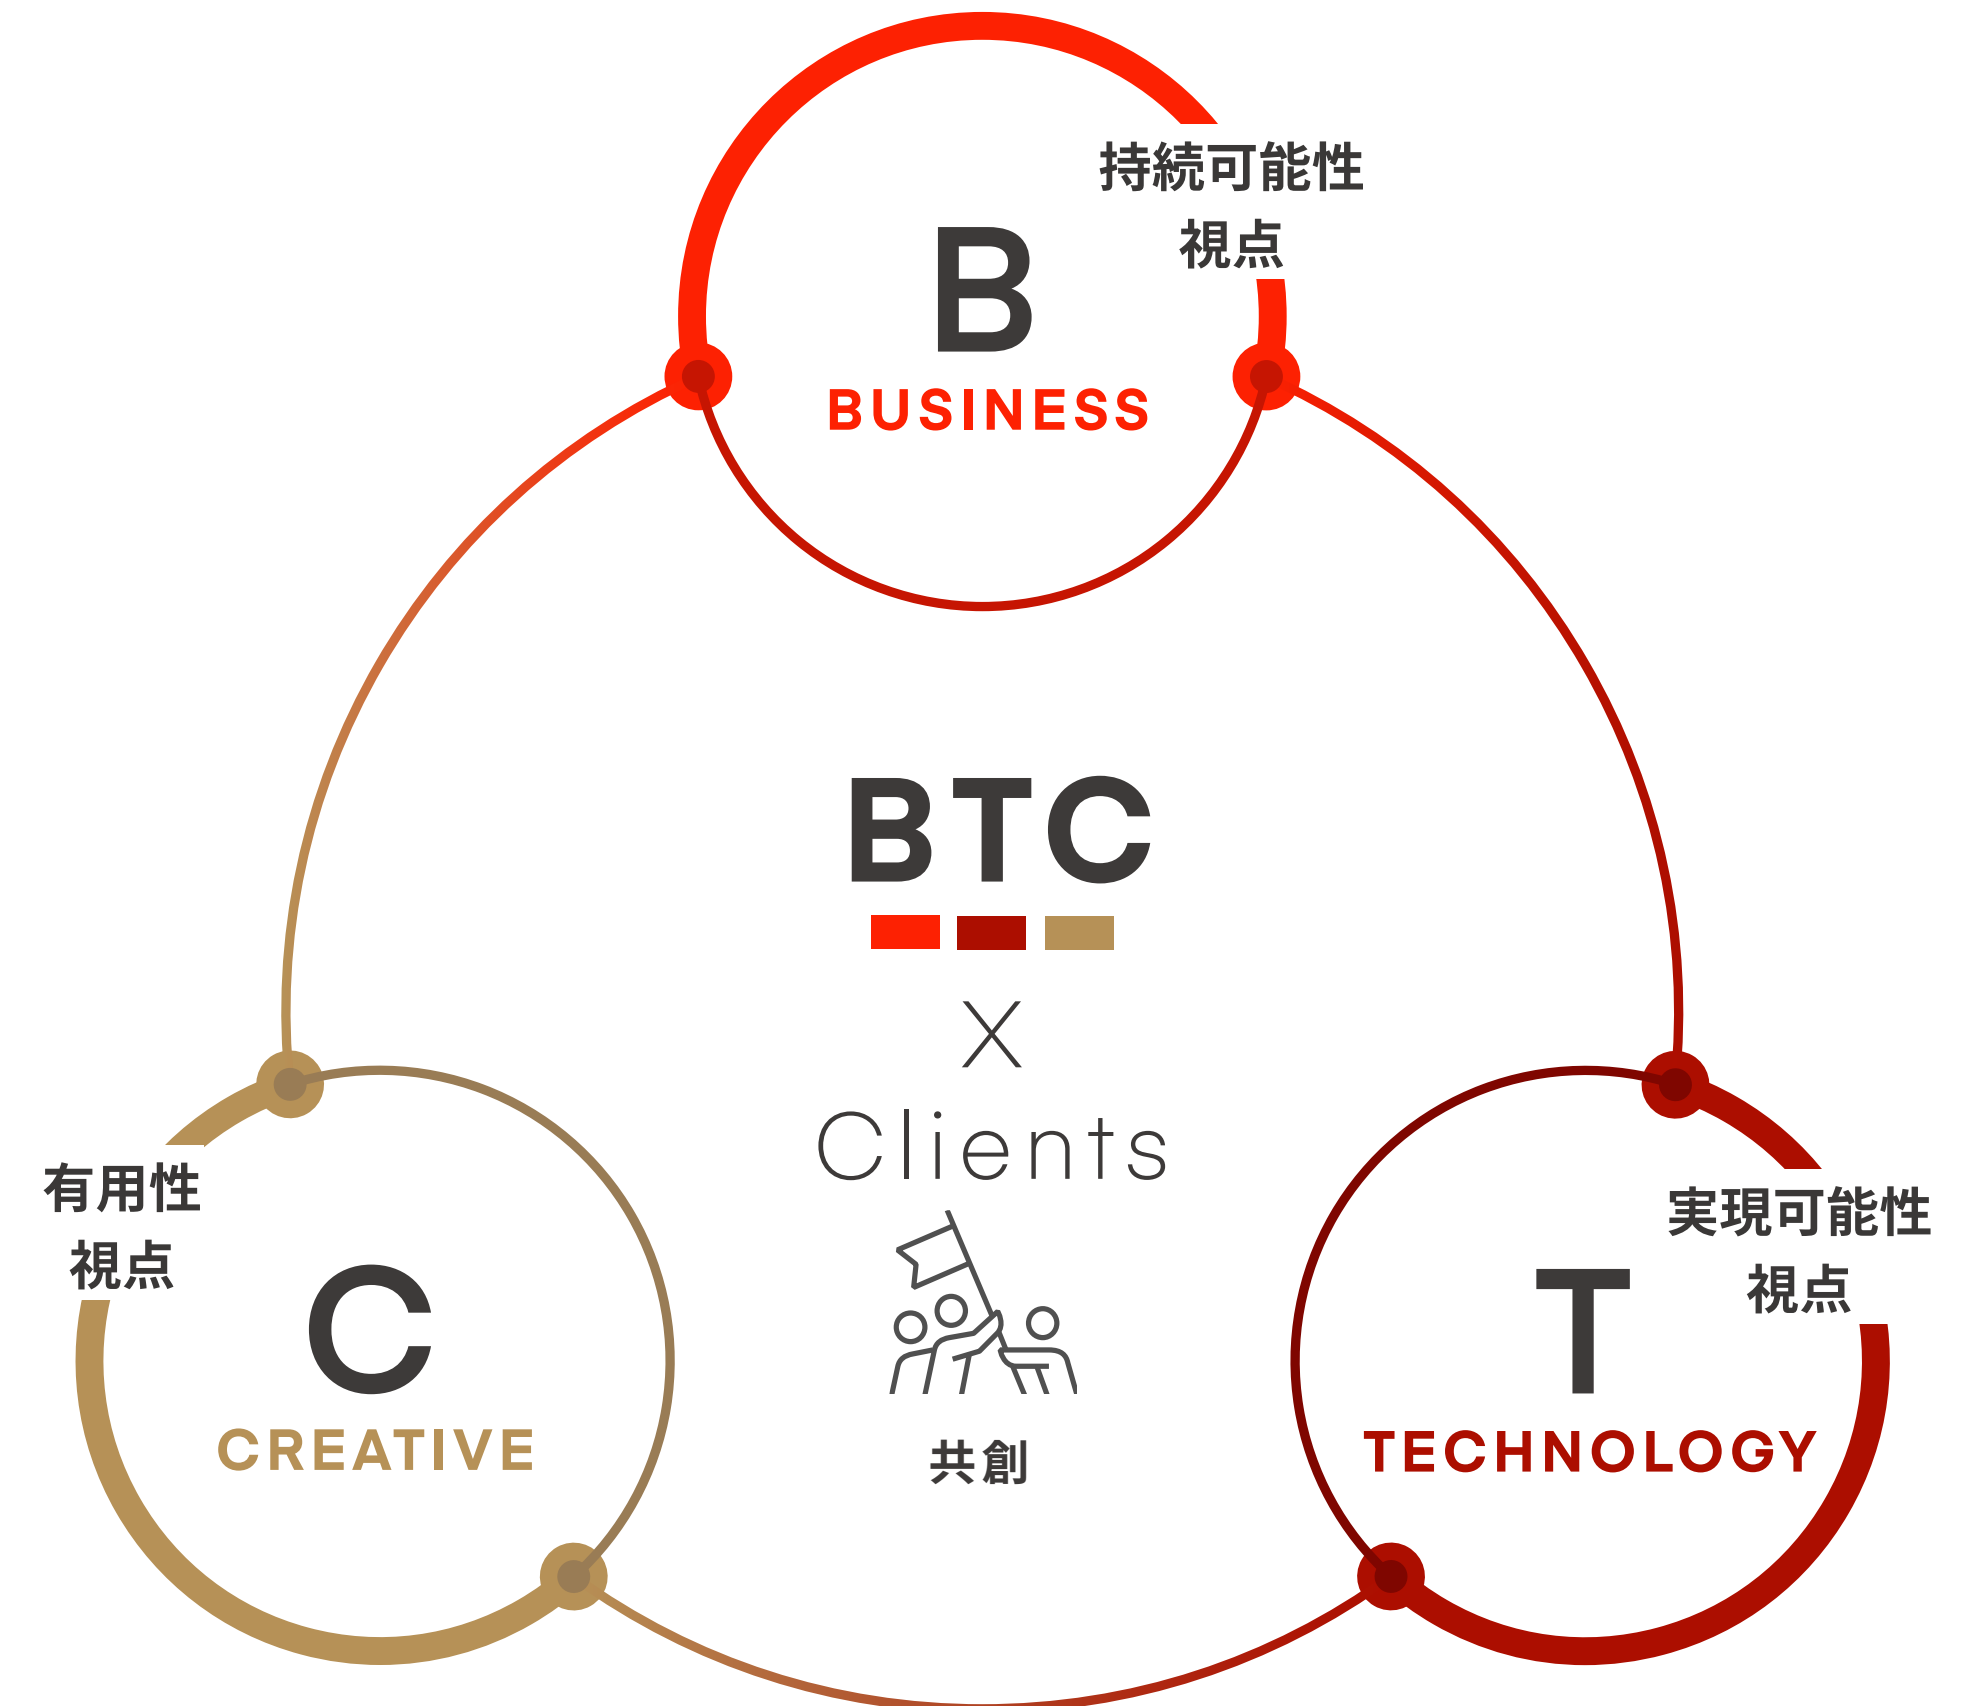 持続可能性
視点
B
BUSINESS
BTC
X
Clients
共創
有用性
視点
C
CREATIVE
実現可能性
視点
T
TECHNOLOGY